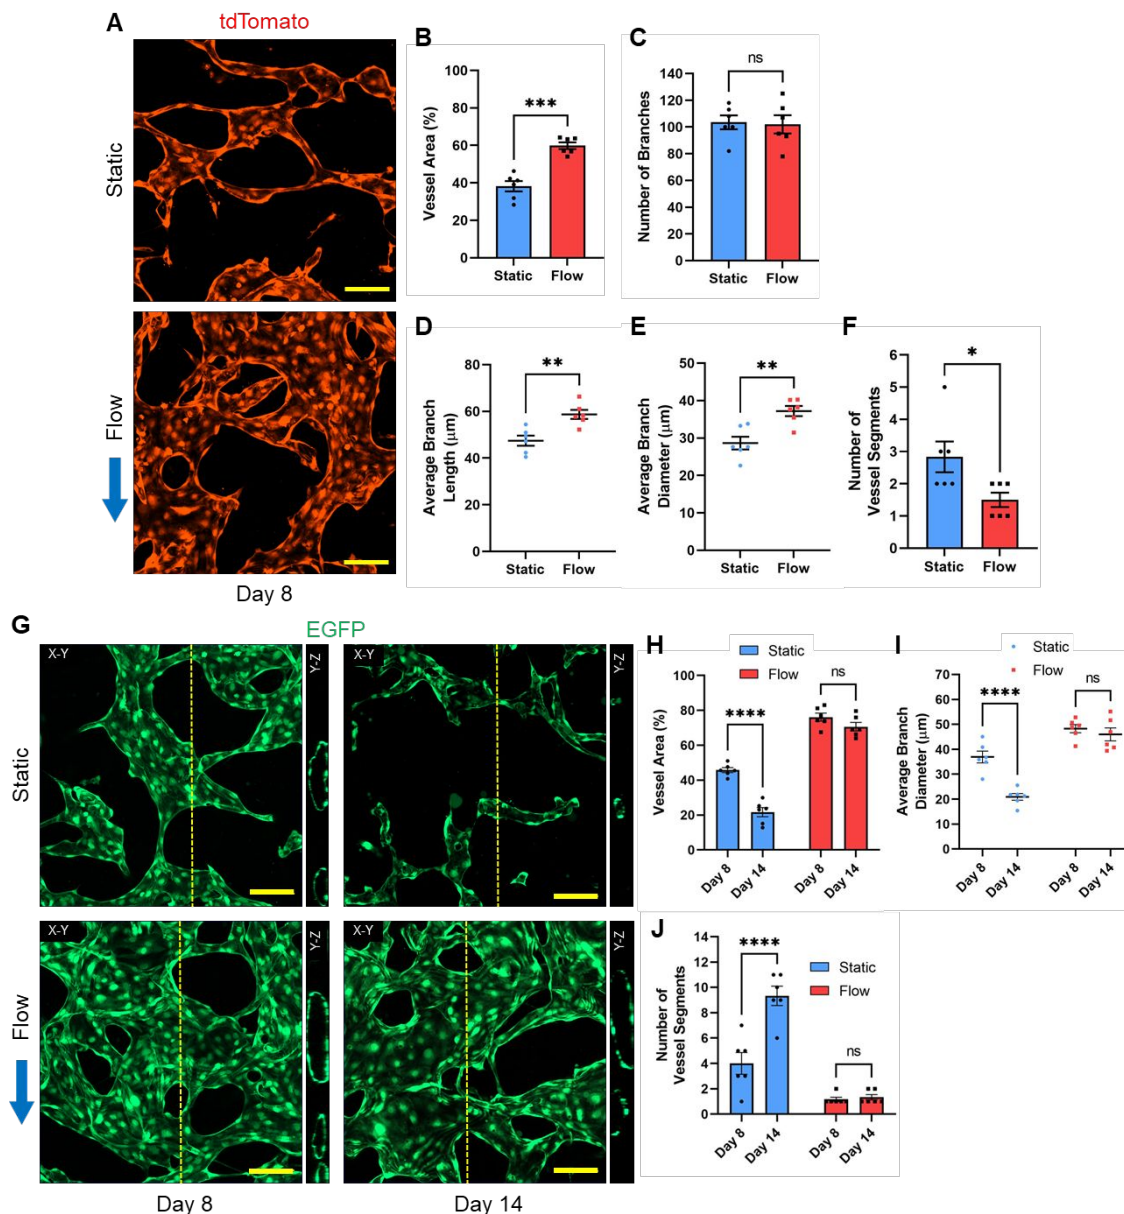 A
tdTomato
Static
Flow
Day 8
B
Vessel Area (%)
100
80
60
40
20
0
***
Static Flow
C
Number of Branches
140
120
100
80
60
40
20
0
ns
Static Flow
D
Average Branch
Length (μm)
80
60
40
20
0
**
Static Flow
E
Average Branch
Diameter (μm)
50
40
30
20
10
0
**
Static Flow
F
Number of
Vessel Segments
6
5
4
3
2
1
0
*
Static
Flow
G
EGFP
Static
Flow
X-Y
Y-Z
X-Y
Y-Z
X-Y
Y-Z
X-Y
Y-Z
Day 8
Day 14
H
Static
Flow
Vessel Area (%)
100
80
60
40
20
0
****
ns
Day 8
Day 14
Day 8
Day 14
I
Static
Flow
Average Branch
Diameter (μm)
70
60
50
40
30
20
10
0
****
ns
Day 8
Day 14
Day 8
Day 14
J
Number of
Vessel Segments
14
12
10
8
6
4
2
0
****
ns
Static
Flow
Day 8
Day 14
Day 8
Day 14